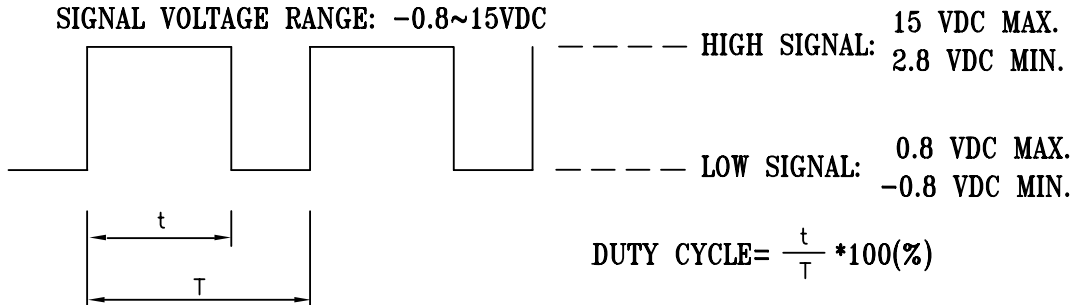 SIGNAL VOLTAGE RANGE: -0.8~15VDC
HIGH SIGNAL: 15 VDC MAX.
2.8 VDC MIN.
LOW SIGNAL: 0.8 VDC MAX.
-0.8 VDC MIN.
t
T
DUTY CYCLE= t/T *100(%)